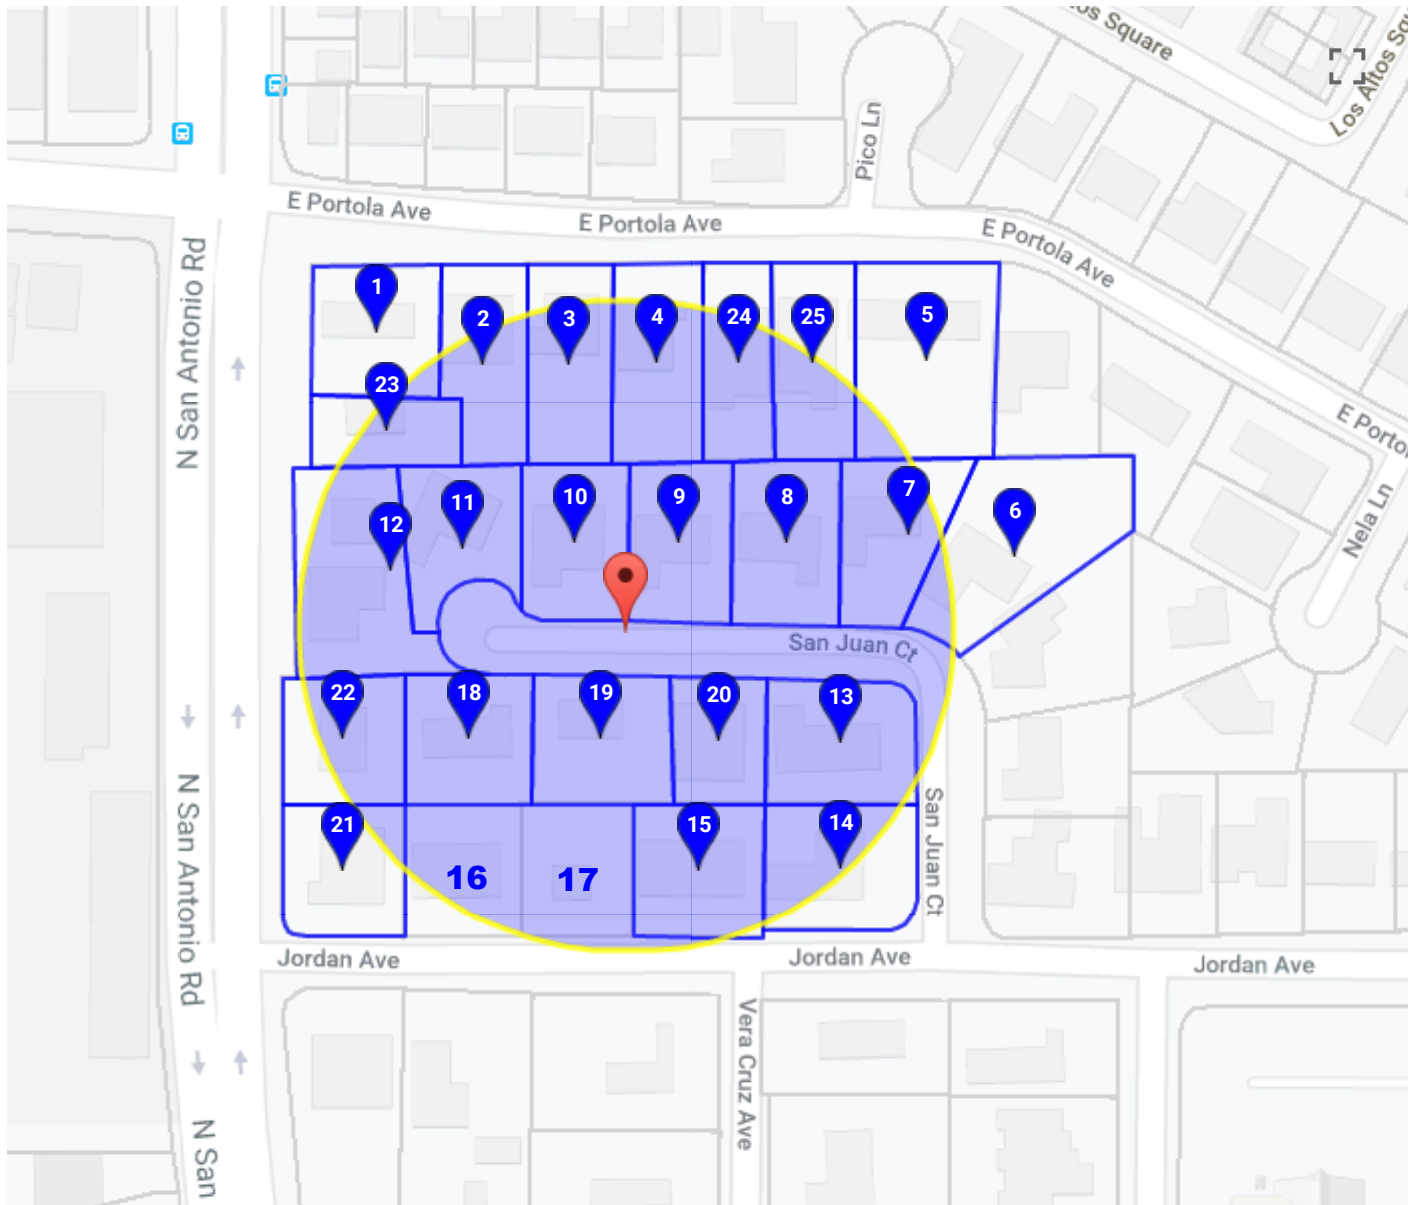 os Square
Los Altos Squ
Pico Ln
E Portola Ave
E Portola Ave
E Portola Ave
N San Antonio Rd
1
2
3
4
24
25
5
23
E Porto
12
11
10
9
8
7
6
Nela Ln
San Juan Ct
22
18
19
20
13
N San Antonio Rd
21
15
14
San Juan Ct
16
17
Jordan Ave
Jordan Ave
Jordan Ave
Vera Cruz Ave
N San